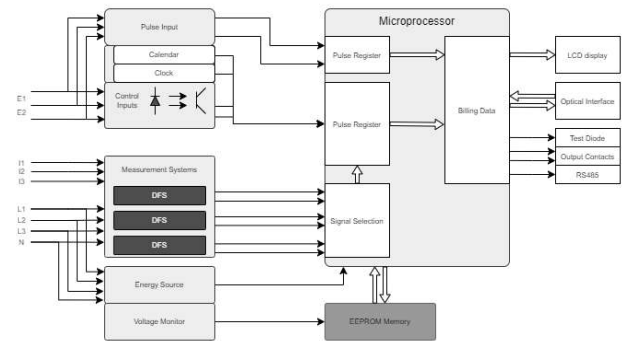 Microprocessor
Pulse Input
Calendar
Clock
Control
Inputs
E1
E2
Pulse Register
Pulse Register
Billing Data
LCD display
Optical Interface
Test Diode
Output Contacts
RS485
I1
I2
I3
Measurement Systems
DFS
DFS
DFS
Signal Selection
L1
L2
L3
N
Energy Source
Voltage Monitor
EEPROM Memory